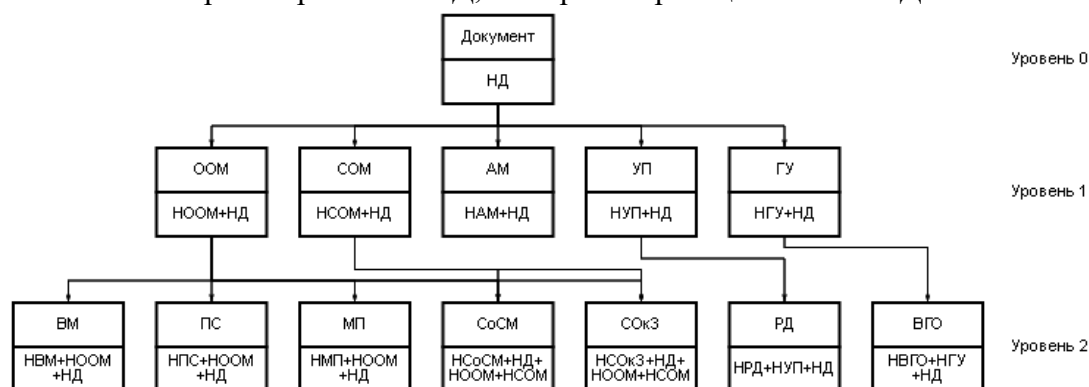 Документ
НД
Уровень 0
ООМ
СОМ
АМ
УП
ГУ
НООМ+НД
НСОМ+НД
НАМ+НД
НУП+НД
НГУ+НД
Уровень 1
ВМ
ПС
МП
СоСМ
СОкЗ
РД
ВГО
НВМ+НООМ
+НД
НПС+НООМ
+НД
НМП+НООМ
+НД
НСоСМ+НД+
НООМ+НСОМ
НСОкЗ+НД+
НООМ+НСОМ
НРД+НУП+НД
НВГО+НГУ
+НД
Уровень 2